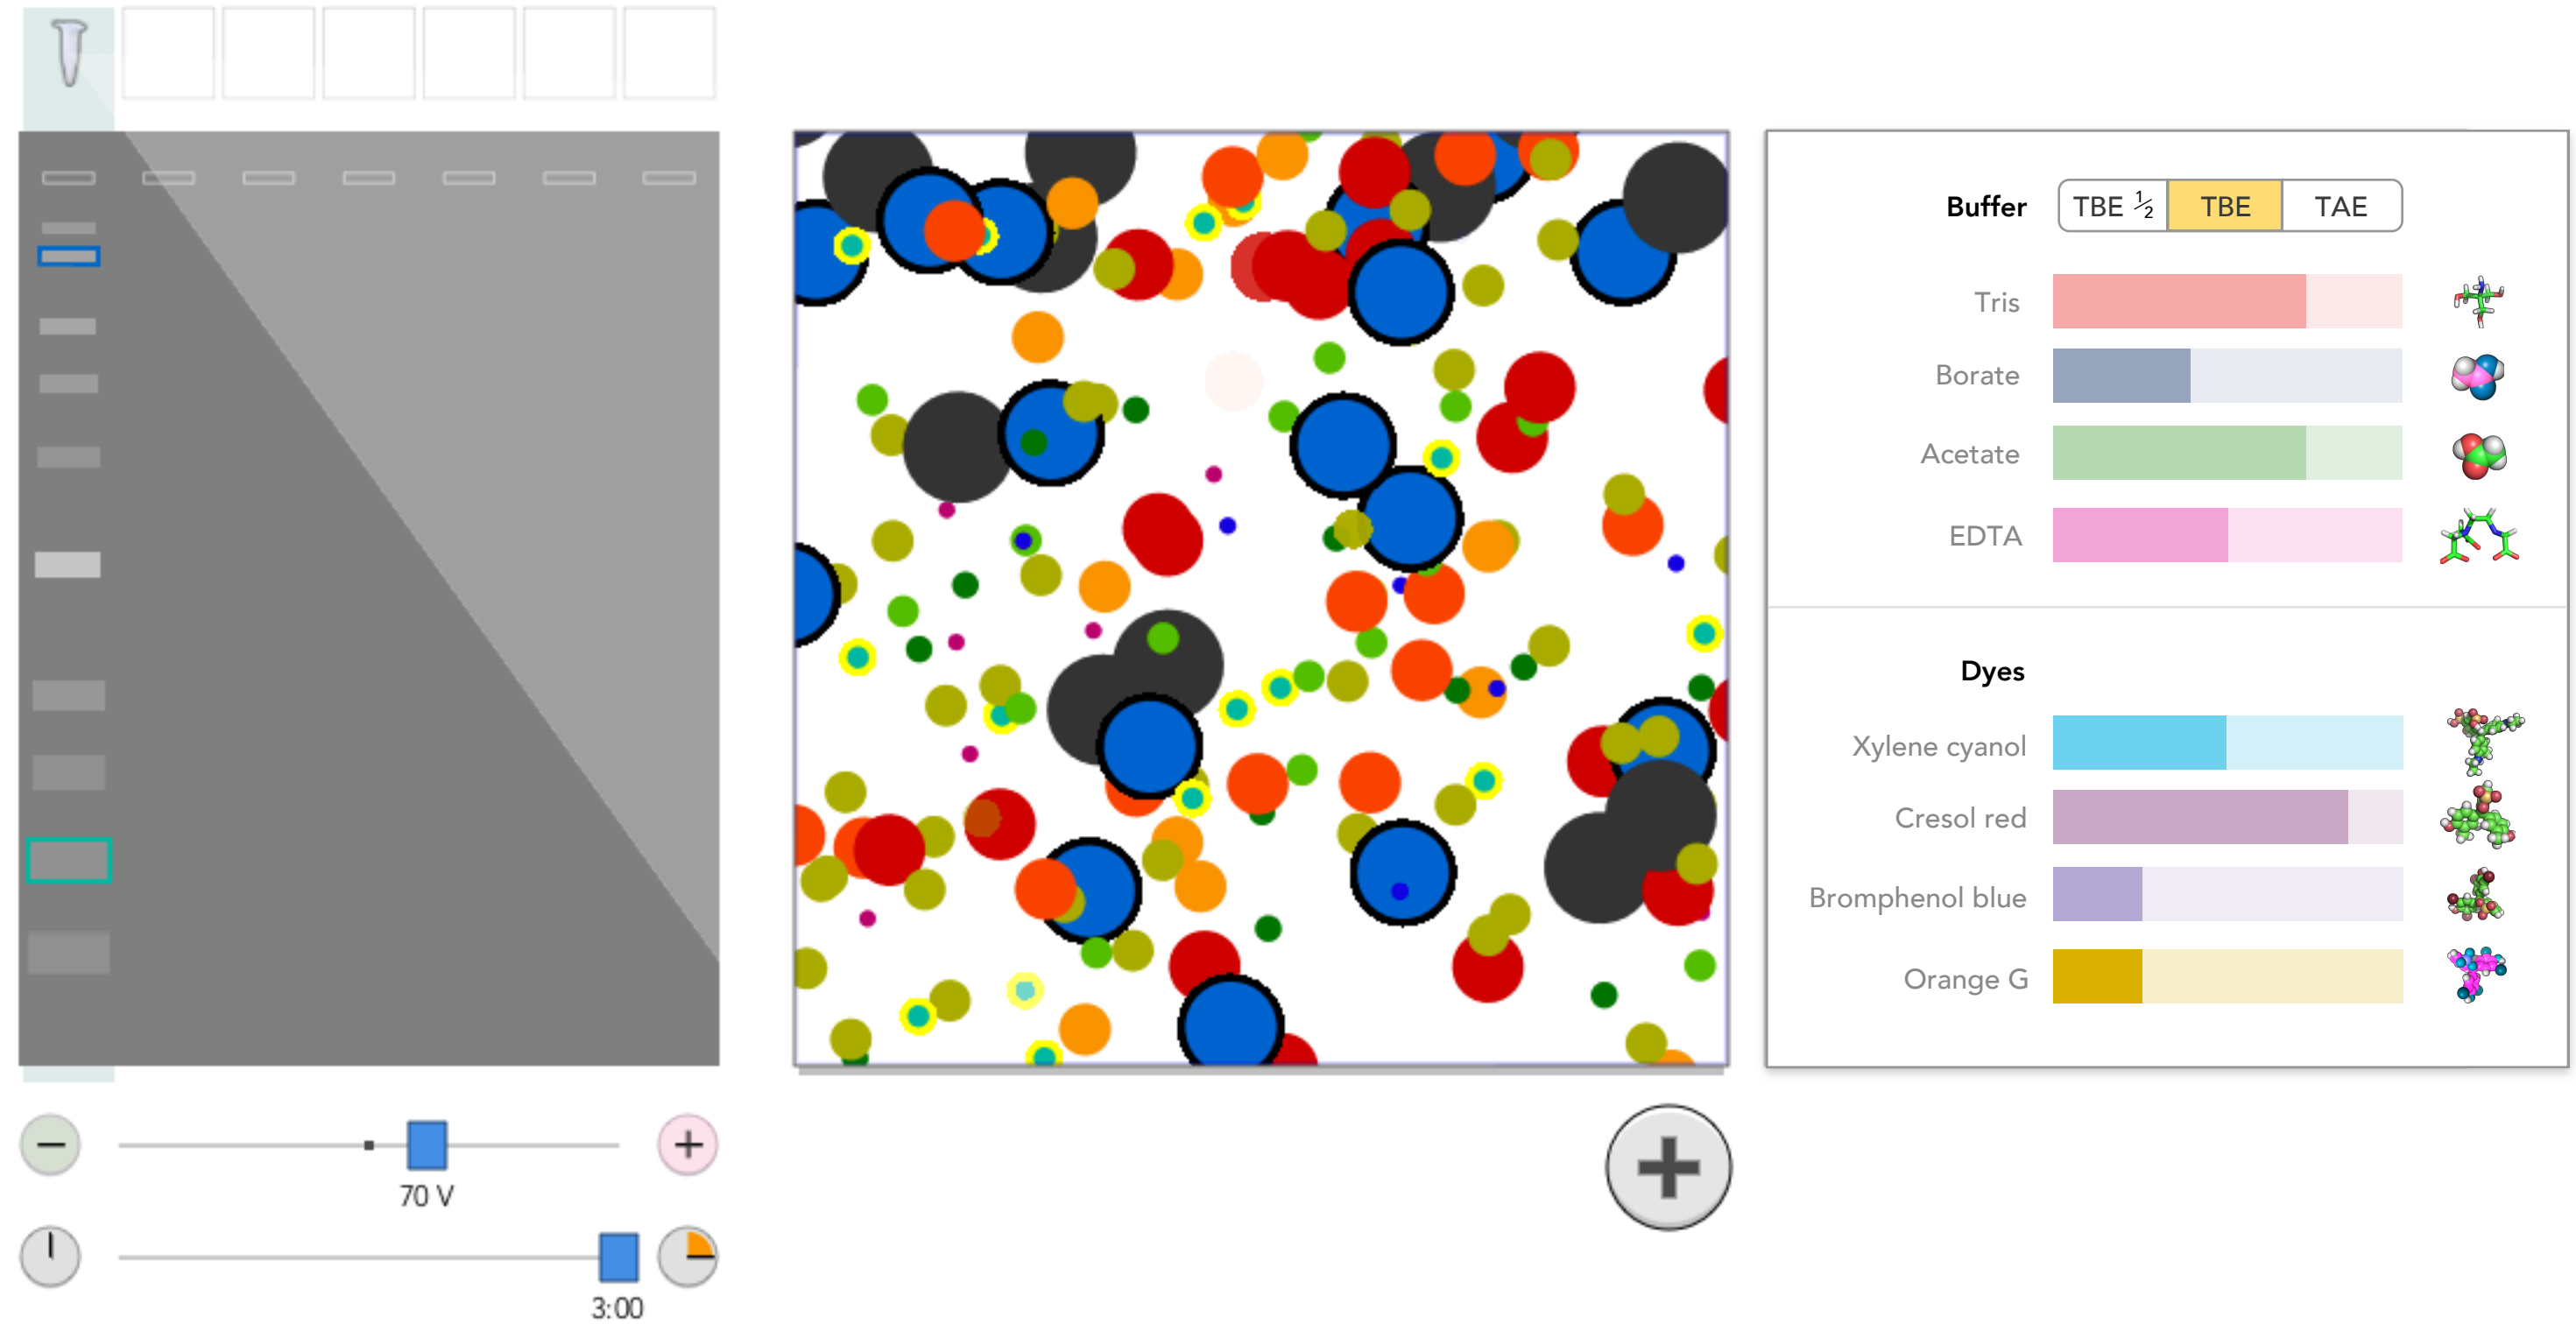 Buffer
TBE ½ TBE TAE
Tris
Borate
Acetate
EDTA
Dyes
Xylene cyanol
Cresol red
Bromphenol blue
Orange G
− +
70 V
3:00
+